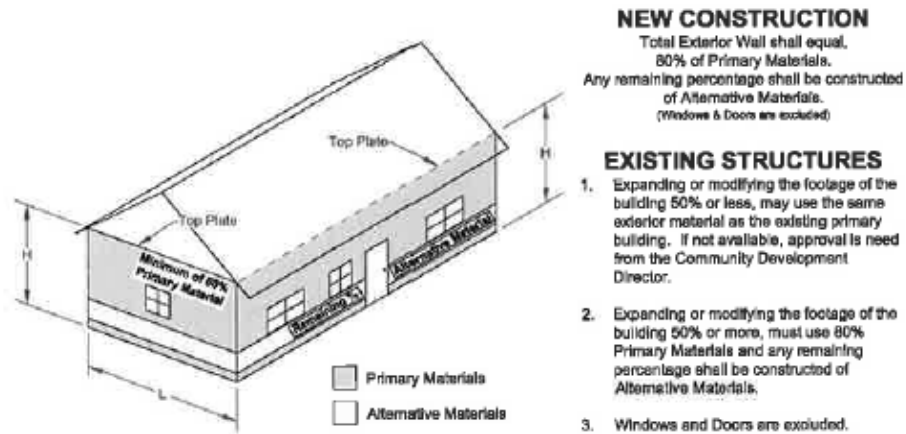 NEW CONSTRUCTION
Total Exterior Wall shall equal,
80% of Primary Materials.
Any remaining percentage shall be constructed
of Alternative Materials.
(Windows & Doors are excluded)
EXISTING STRUCTURES
1. Expanding or modifying the footage of the
building 50% or less, may use the same
exterior material as the existing primary
building. If not available, approval is need
from the Community Development
Director.
2. Expanding or modifying the footage of the
building 50% or more, must use 80%
Primary Materials and any remaining
percentage shall be constructed of
Alternative Materials.
3. Windows and Doors are excluded.
Top Plate
H
Top Plate
H
Minimum of 80%
Primary Material
Alternative Material
Remaining %
L
Primary Materials
Alternative Materials